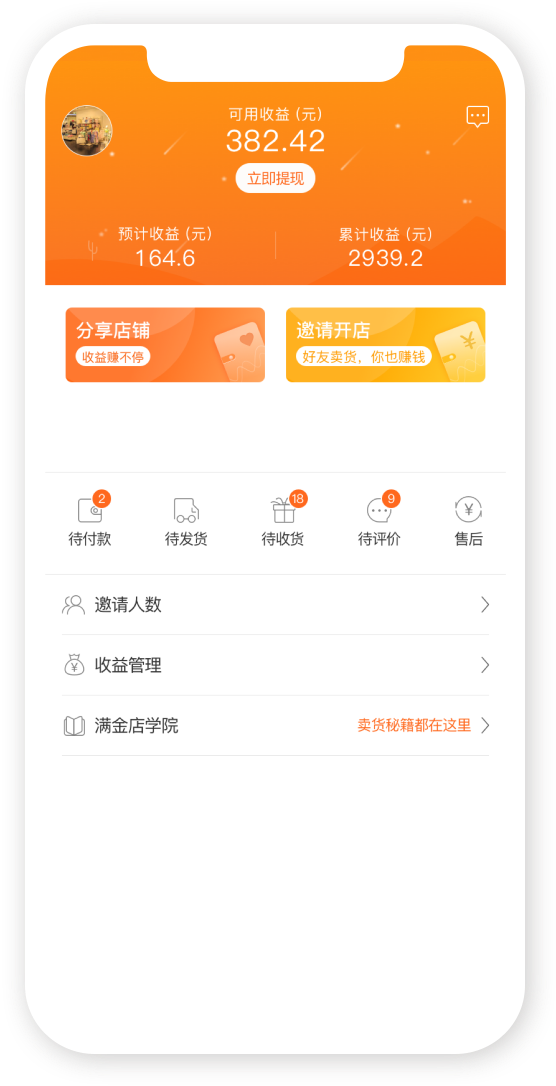 可用收益（元）
382.42
立即提现
预计收益（元）
累计收益（元）
164.6
2939.2
分享店铺
邀请开店
收益赚不停
好友卖货，你也赚钱
2
18
9
待付款
待发货
待收货
待评价
售后
邀请人数
收益管理
满金店学院
卖货秘籍都在这里